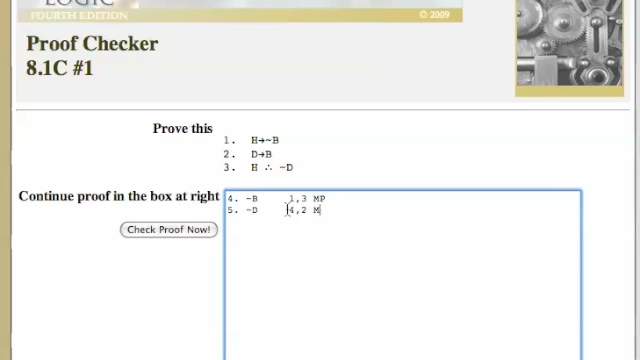 LOGIC
FOURTH EDITION
© 2009
Proof Checker
8.1C #1
Prove this
1. H→~B
2. D→B
3. H ∴ ~D
Continue proof in the box at right
4. ~B 1,3 MP
5. ~D 4,2 M
Check Proof Now!